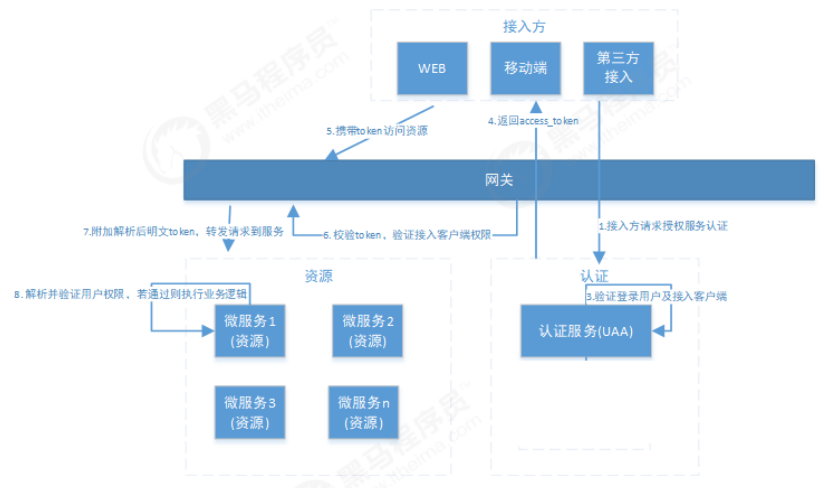 接入方
WEB
移动端
第三方
接入
黑马程序员
www.itheima.com
5.携带token访问资源
4.返回access_token
网关
7.附加解析后明文token，转发请求到服务
6.校验token，验证接入客户端权限
1.接入方请求授权服务认证
资源
认证
8.解析并验证用户权限，若通过则执行业务逻辑
3.验证登录用户及接入客户端
微服务1
(资源)
微服务2
(资源)
认证服务(UAA)
微服务3
(资源)
微服务n
(资源)
黑马程序员
www.itheima.com